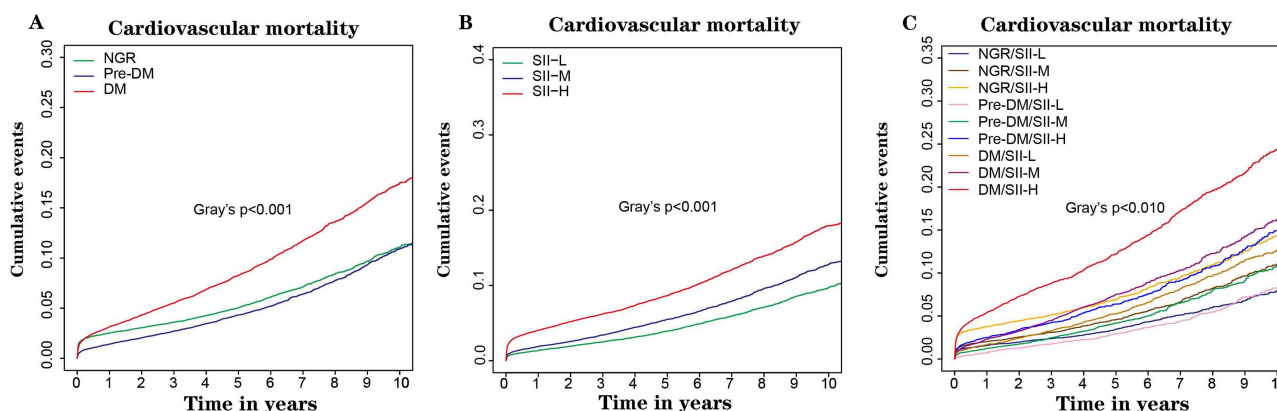 A
Cardiovascular mortality
NGR
Pre-DM
DM
Gray's p<0.001
Cumulative events
0.30
0.25
0.20
0.15
0.10
0.05
0.00
0 1 2 3 4 5 6 7 8 9 10
Time in years
B
Cardiovascular mortality
SII−L
SII−M
SII−H
Gray's p<0.001
Cumulative events
0.4
0.3
0.2
0.1
0.0
0 1 2 3 4 5 6 7 8 9 10
Time in years
C
Cardiovascular mortality
NGR/SII-L
NGR/SII-M
NGR/SII-H
Pre-DM/SII-L
Pre-DM/SII-M
Pre-DM/SII-H
DM/SII-L
DM/SII-M
DM/SII-H
Gray's p<0.010
Cumulative events
0.35
0.30
0.25
0.20
0.15
0.10
0.05
0.00
0 1 2 3 4 5 6 7 8 9 10
Time in years